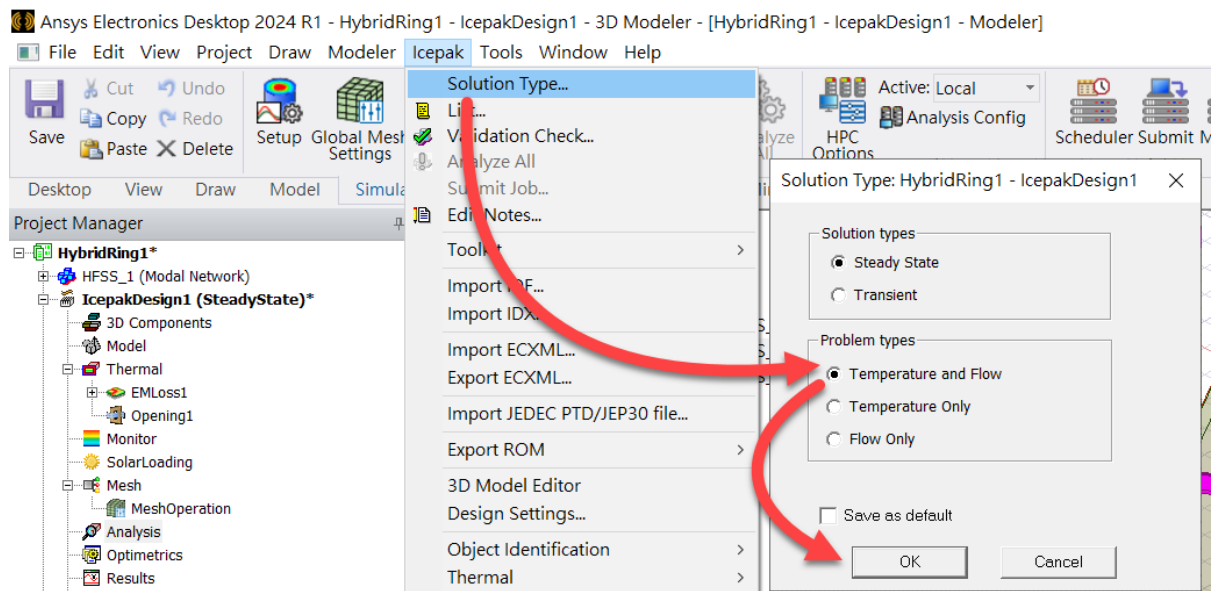 Ansys Electronics Desktop 2024 R1 - HybridRing1 - IcepakDesign1 - 3D Modeler - [HybridRing1 - IcepakDesign1 - Modeler]
File Edit View Project Draw Modeler Icepak Tools Window Help
Save
Cut Undo
Copy Redo
Paste Delete
Setup
Global Mesh
Settings
HPC
Options
Active: Local
Analysis Config
Scheduler Submit
Desktop View Draw Model
Project Manager
HybridRing1*
HFSS_1 (Modal Network)
IcepakDesign1 (SteadyState)*
3D Components
Model
Thermal
EMLoss1
Opening1
Monitor
SolarLoading
Mesh
MeshOperation
Analysis
Optimetrics
Results
Solution Type...
List...
Validation Check...
Analyze All
Submit Job...
Edit Notes...
Toolkit
Import IDF...
Import IDX...
Import ECXML...
Export ECXML...
Import JEDEC PTD/JEP30 file...
Export ROM
3D Model Editor
Design Settings...
Object Identification
Thermal
Solution Type: HybridRing1 - IcepakDesign1
Solution types
Steady State
Transient
Problem types
Temperature and Flow
Temperature Only
Flow Only
Save as default
OK Cancel